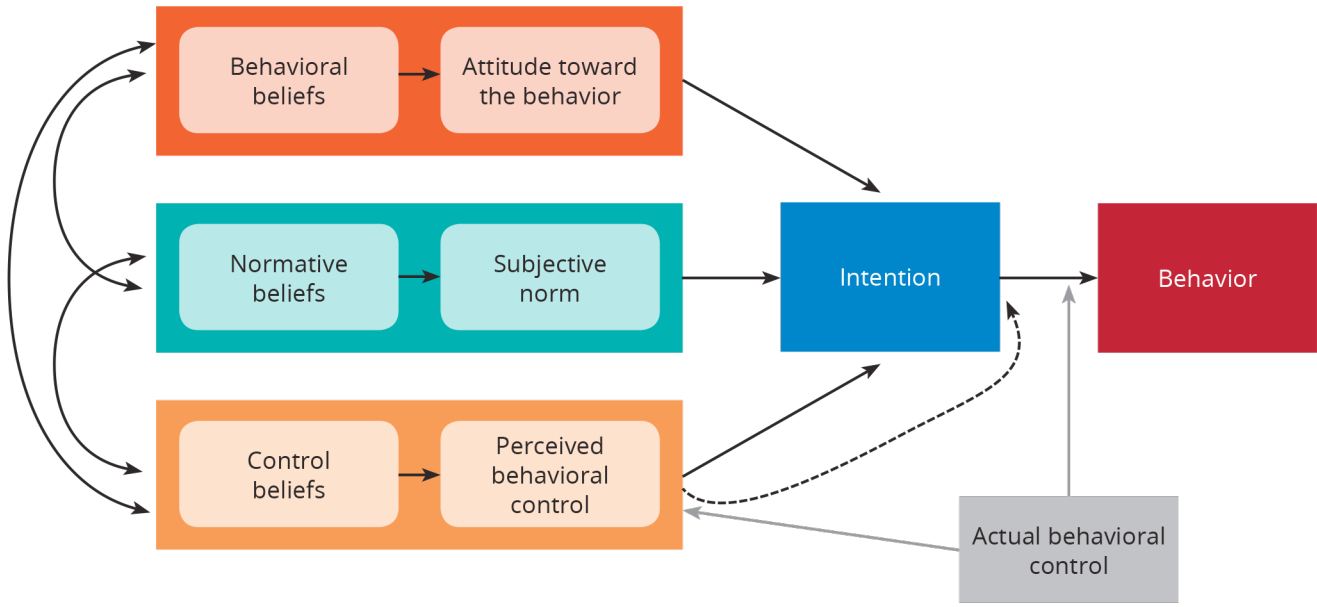 Behavioral
beliefs
Attitude toward
the behavior
Normative
beliefs
Subjective
norm
Intention
Behavior
Control
beliefs
Perceived
behavioral
control
Actual behavioral
control